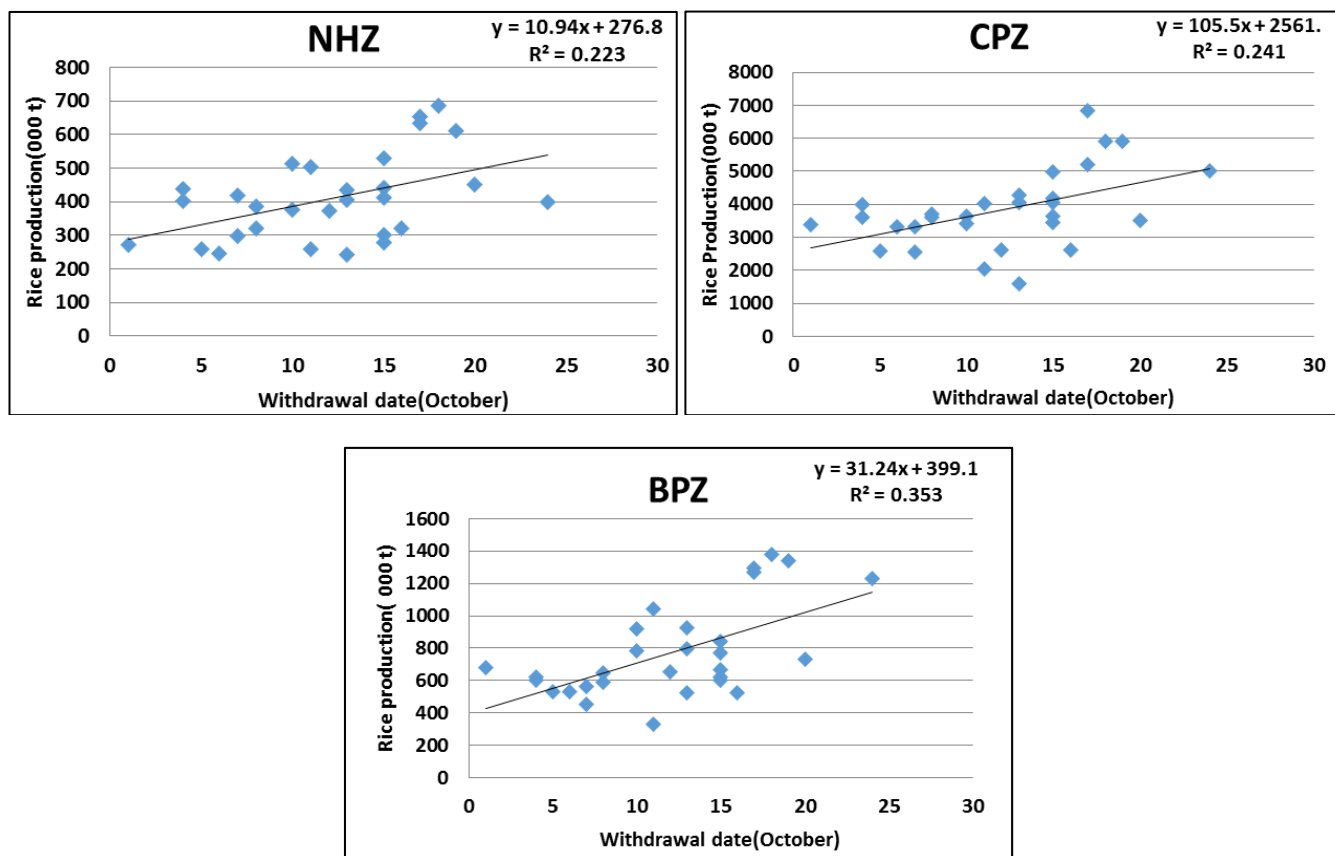 NHZ
y = 10.94x + 276.8
R² = 0.223
Rice production(000 t)
800
700
600
500
400
300
200
100
0
0 5 10 15 20 25 30
Withdrawal date(October)
CPZ
y = 105.5x + 2561.
R² = 0.241
Rice Production(000 t)
8000
7000
6000
5000
4000
3000
2000
1000
0
0 5 10 15 20 25 30
Withdrawal date(October)
BPZ
y = 31.24x + 399.1
R² = 0.353
Rice production( 000 t)
1600
1400
1200
1000
800
600
400
200
0
0 5 10 15 20 25 30
Withdrawal date(October)